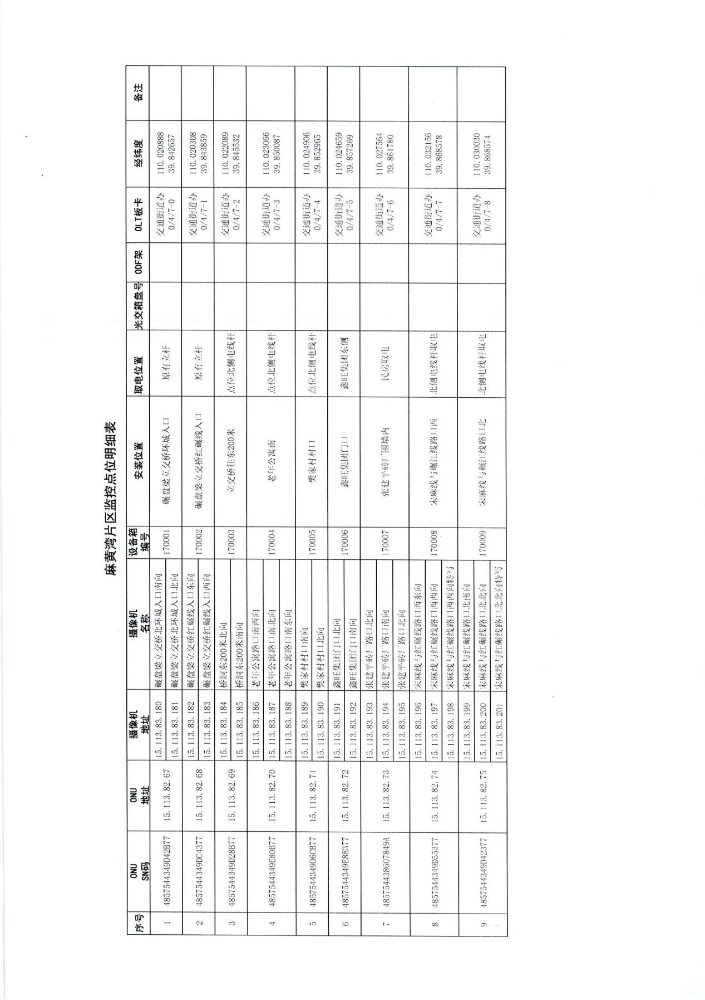 麻黄湾片区监控点位明细表
序号 ONU SN码 ONU 地址 摄像机 地址 摄像机 名称 设备箱 编号 安装位置 取电位置 光交箱盘号 ODF架 OLT板卡 经纬度 备注
1 4857544349D42B77 15.113.82.67 15.113.83.180 碾盘梁立交桥北环城入口南向 170001 碾盘梁立交桥环城入口 原有立杆 交通街道办 0/4/7-0 110.020888 39.842657
15.113.83.181 碾盘梁立交桥北环城入口北向
2 4857544349DC4377 15.113.82.68 15.113.83.182 碾盘梁立交桥红碾线入口东向 170002 碾盘梁立交桥红碾线入口 原有立杆 交通街道办 0/4/7-1 110.020308 39.843859
15.113.83.183 碾盘梁立交桥红碾线入口西向
3 4857544349D28B77 15.113.82.69 15.113.83.184 桥洞东200米北向 170003 立交桥往东200米 点位北侧电线杆 交通街道办 0/4/7-2 110.022089 39.845532
15.113.83.185 桥洞东200米南向
4 4857544349E80B77 15.113.82.70 15.113.83.186 老年公寓路口南西向 170004 老年公寓南 点位北侧电线杆 交通街道办 0/4/7-3 110.023066 39.850087
15.113.83.187 老年公寓路口南北向
15.113.83.188 老年公寓路口南东向
5 4857544349D6CB77 15.113.82.71 15.113.83.189 樊家村村口南向 170005 樊家村村口 点位北侧电线杆 交通街道办 0/4/7-4 110.024906 39.852965
15.113.83.190 樊家村村口北向
6 4857544349E88377 15.113.82.72 15.113.83.191 鑫旺集团门口北向 170006 鑫旺集团门口 鑫旺集团东侧 交通街道办 0/4/7-5 110.024659 39.857269
15.113.83.192 鑫旺集团门口南向
7 485754438607849A 15.113.82.73 15.113.83.193 张建平砖厂路口北向 170007 张建平砖厂围墙内 民房取电 交通街道办 0/4/7-6 110.027564 39.861780
15.113.83.194 张建平砖厂路口南向
15.113.83.195 张建平砖厂路口北向
8 4857544349D55377 15.113.82.74 15.113.83.196 宋麻线与红碾线路口西东向 170008 宋麻线与碾江线路口西 北侧电线杆取电 交通街道办 0/4/7-7 110.032156 39.868578
15.113.83.197 宋麻线与红碾线路口西西向
15.113.83.198 宋麻线与红碾线路口西西向特写
9 4857544349D42377 15.113.82.75 15.113.83.199 宋麻线与红碾线路口北南向 170009 宋麻线与碾江线路口北 北侧电线杆取电 交通街道办 0/4/7-8 110.030030 39.868574
15.113.83.200 宋麻线与红碾线路口北北向
15.113.83.201 宋麻线与红碾线路口北北向特写